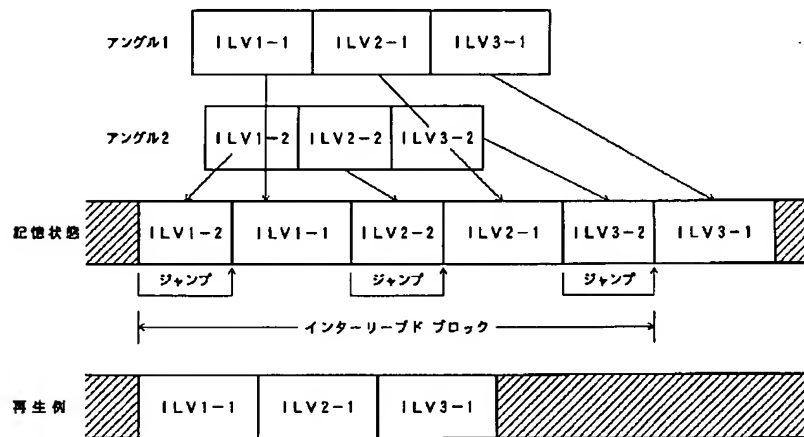 アングル1 ILV1-1 ILV2-1 ILV3-1
アングル2 ILV1-2 ILV2-2 ILV3-2
記憶状態 ILV1-2 ILV1-1 ILV2-2 ILV2-1 ILV3-2 ILV3-1
ジャンプ ジャンプ ジャンプ
インターリーブド ブロック
再生例 ILV1-1 ILV2-1 ILV3-1